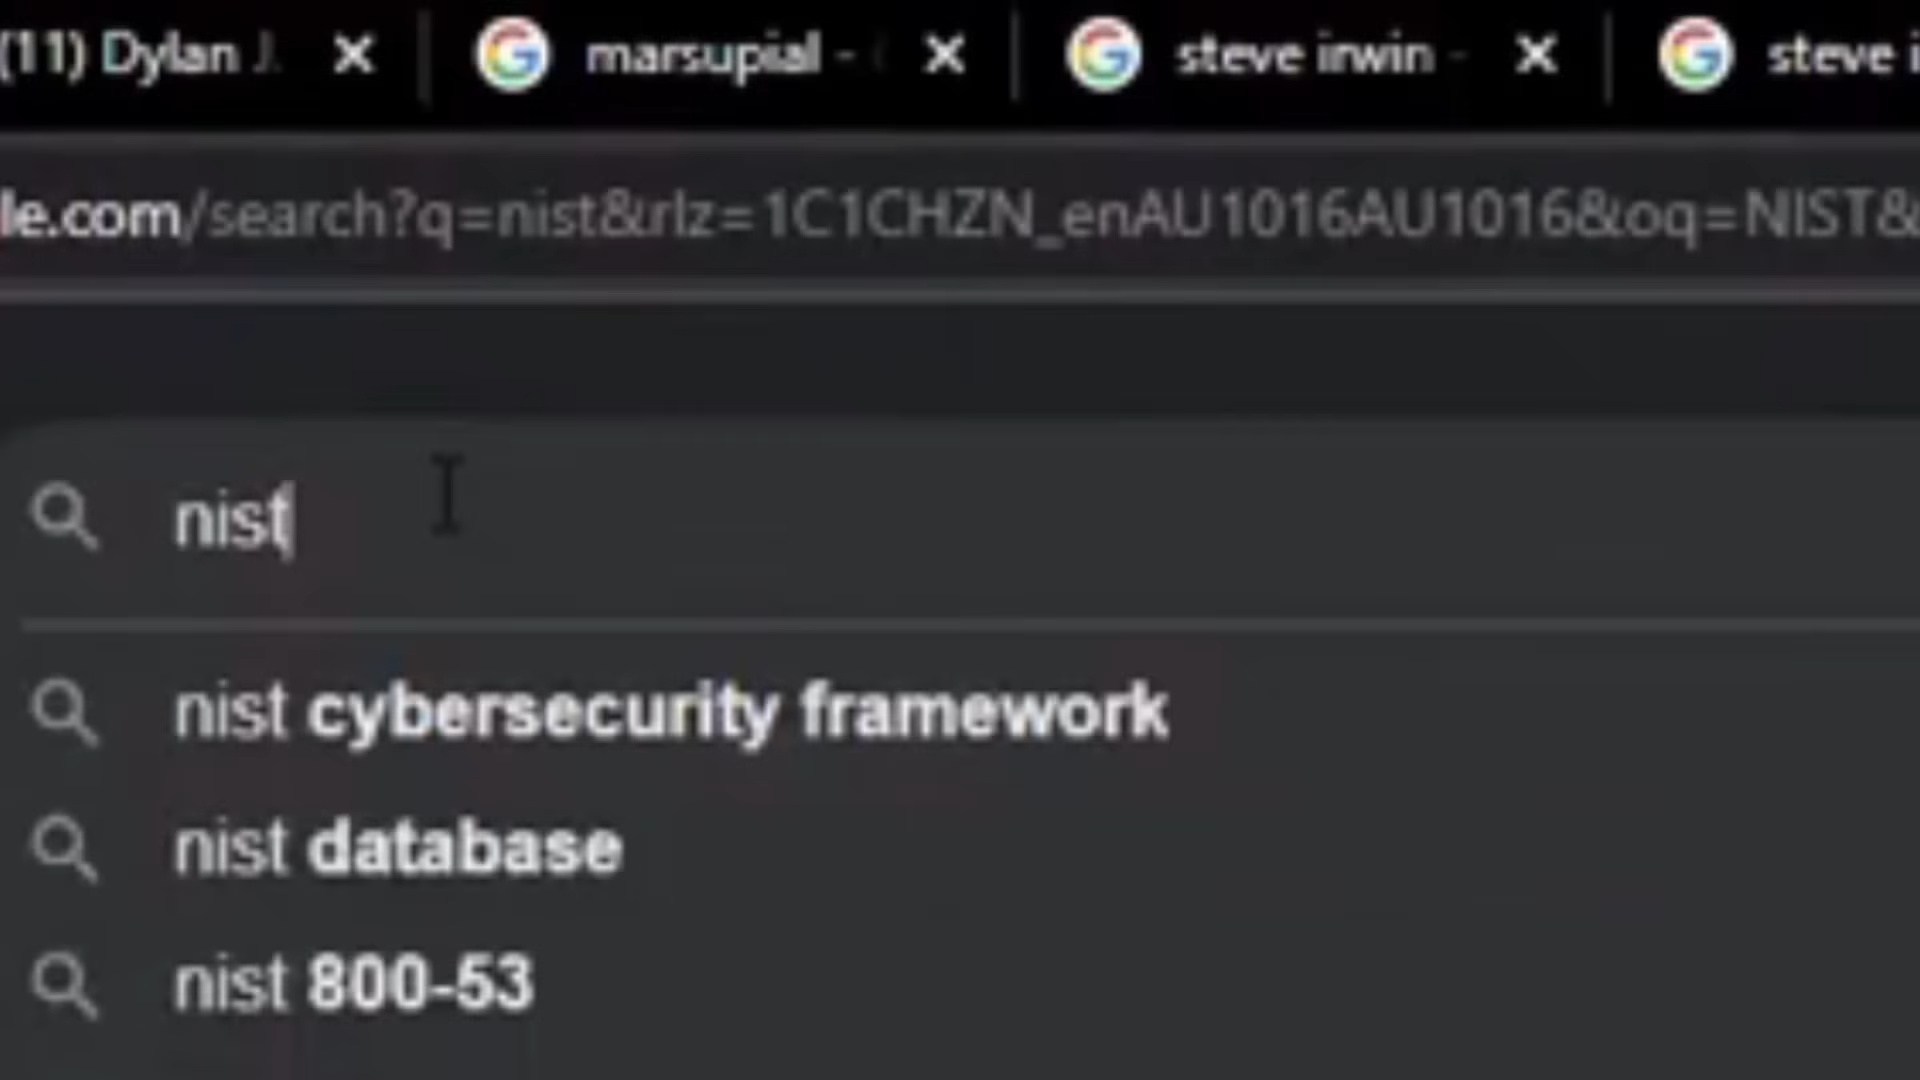 (11) Dylan J. marsupial - steve irwin - steve
le.com/search?q=nist&rlz=1C1CHZN_enAU1016AU1016&oq=NIST&
nist
nist cybersecurity framework
nist database
nist 800-53